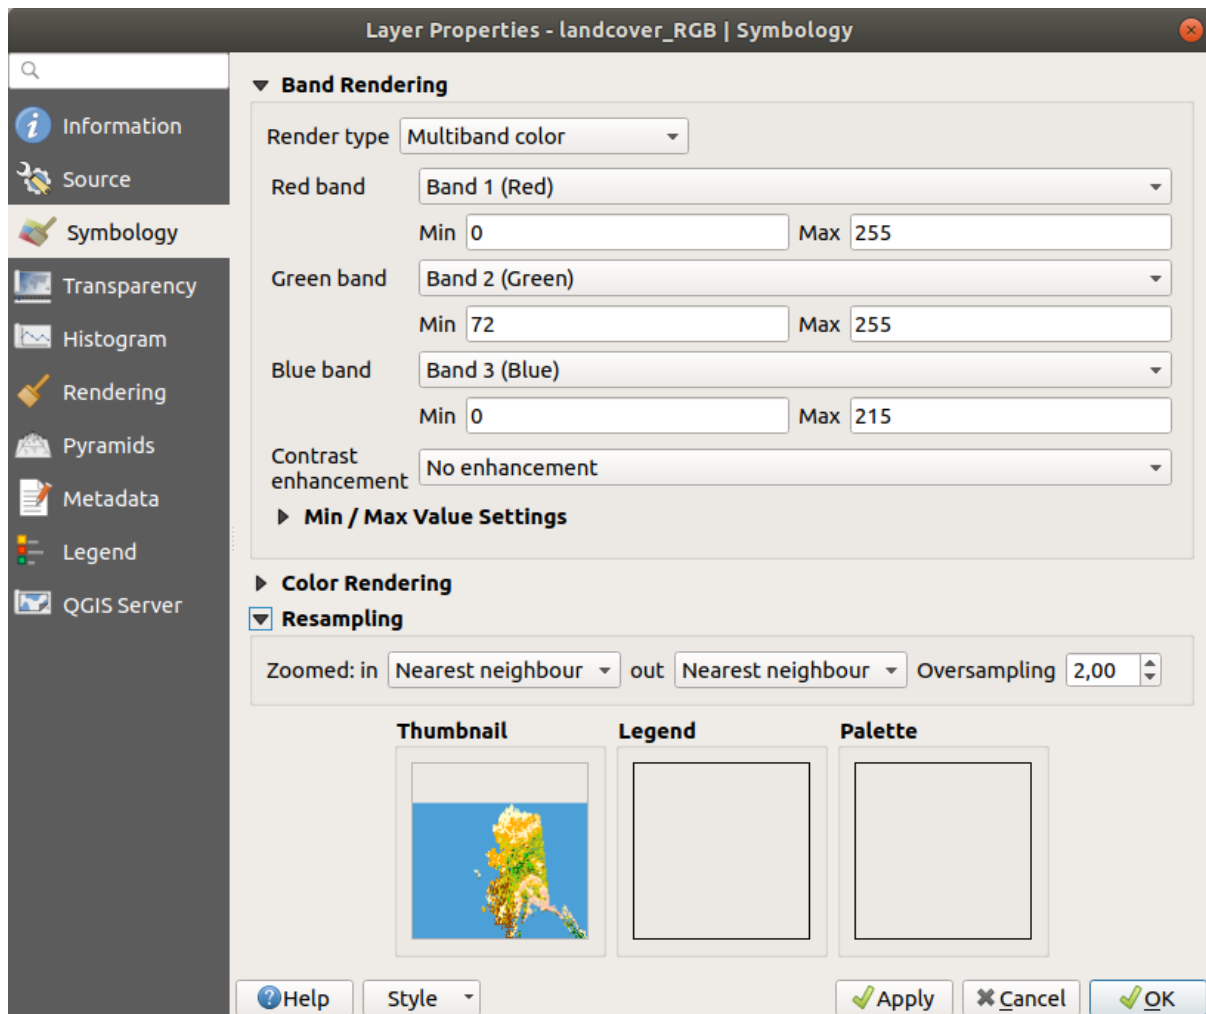 Layer Properties - landcover_RGB | Symbology
Information
Source
Symbology
Transparency
Histogram
Rendering
Pyramids
Metadata
Legend
QGIS Server
Band Rendering
Render type Multiband color
Red band Band 1 (Red)
Min 0 Max 255
Green band Band 2 (Green)
Min 72 Max 255
Blue band Band 3 (Blue)
Min 0 Max 215
Contrast
enhancement No enhancement
Min / Max Value Settings
Color Rendering
Resampling
Zoomed: in Nearest neighbour out Nearest neighbour Oversampling 2,00
Thumbnail Legend Palette
Help Style Apply Cancel OK